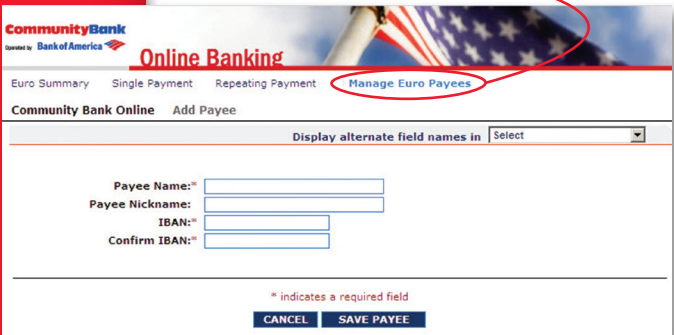 CommunityBank
Operated by Bank of America
Online Banking
Euro Summary Single Payment Repeating Payment Manage Euro Payees
Community Bank Online Add Payee
Display alternate field names in Select
Payee Name:*
Payee Nickname:
IBAN:*
Confirm IBAN:*
* indicates a required field
CANCEL SAVE PAYEE